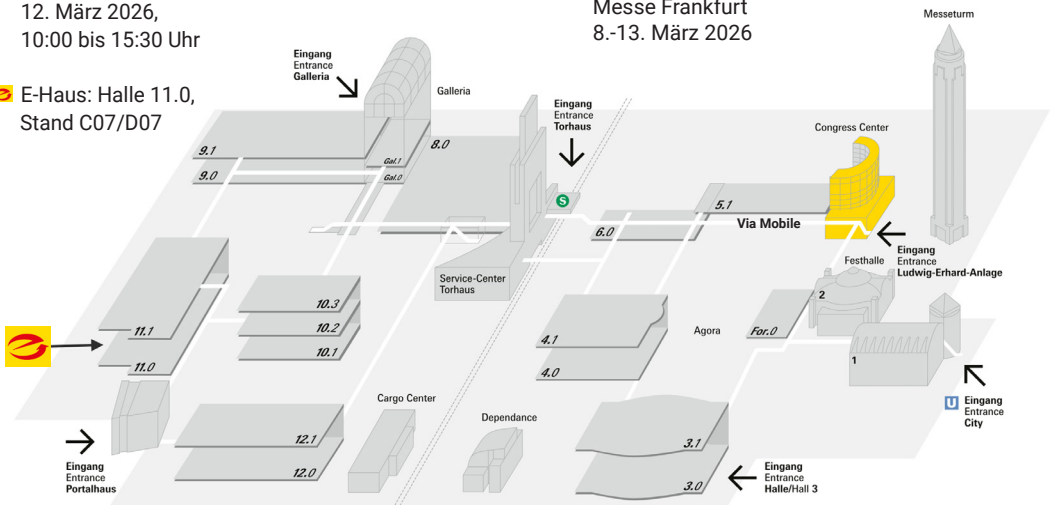 12. März 2026,
10:00 bis 15:30 Uhr
E-Haus: Halle 11.0,
Stand C07/D07
Messe Frankfurt
8.-13. März 2026
Messeturm
Eingang
Entrance
Galleria
Galleria
Eingang
Entrance
Torhaus
Congress Center
9.1
9.0
Gal.1
Gal.0
8.0
S
5.1
6.0
Via Mobile
Eingang
Entrance
Ludwig-Erhard-Anlage
Festhalle
2
Service-Center
Torhaus
11.1
11.0
10.3
10.2
10.1
4.1
4.0
Agora
For.0
1
U
Eingang
Entrance
City
Cargo Center
Dependance
12.1
12.0
3.1
3.0
Eingang
Entrance
Portalhaus
Eingang
Entrance
Halle/Hall 3